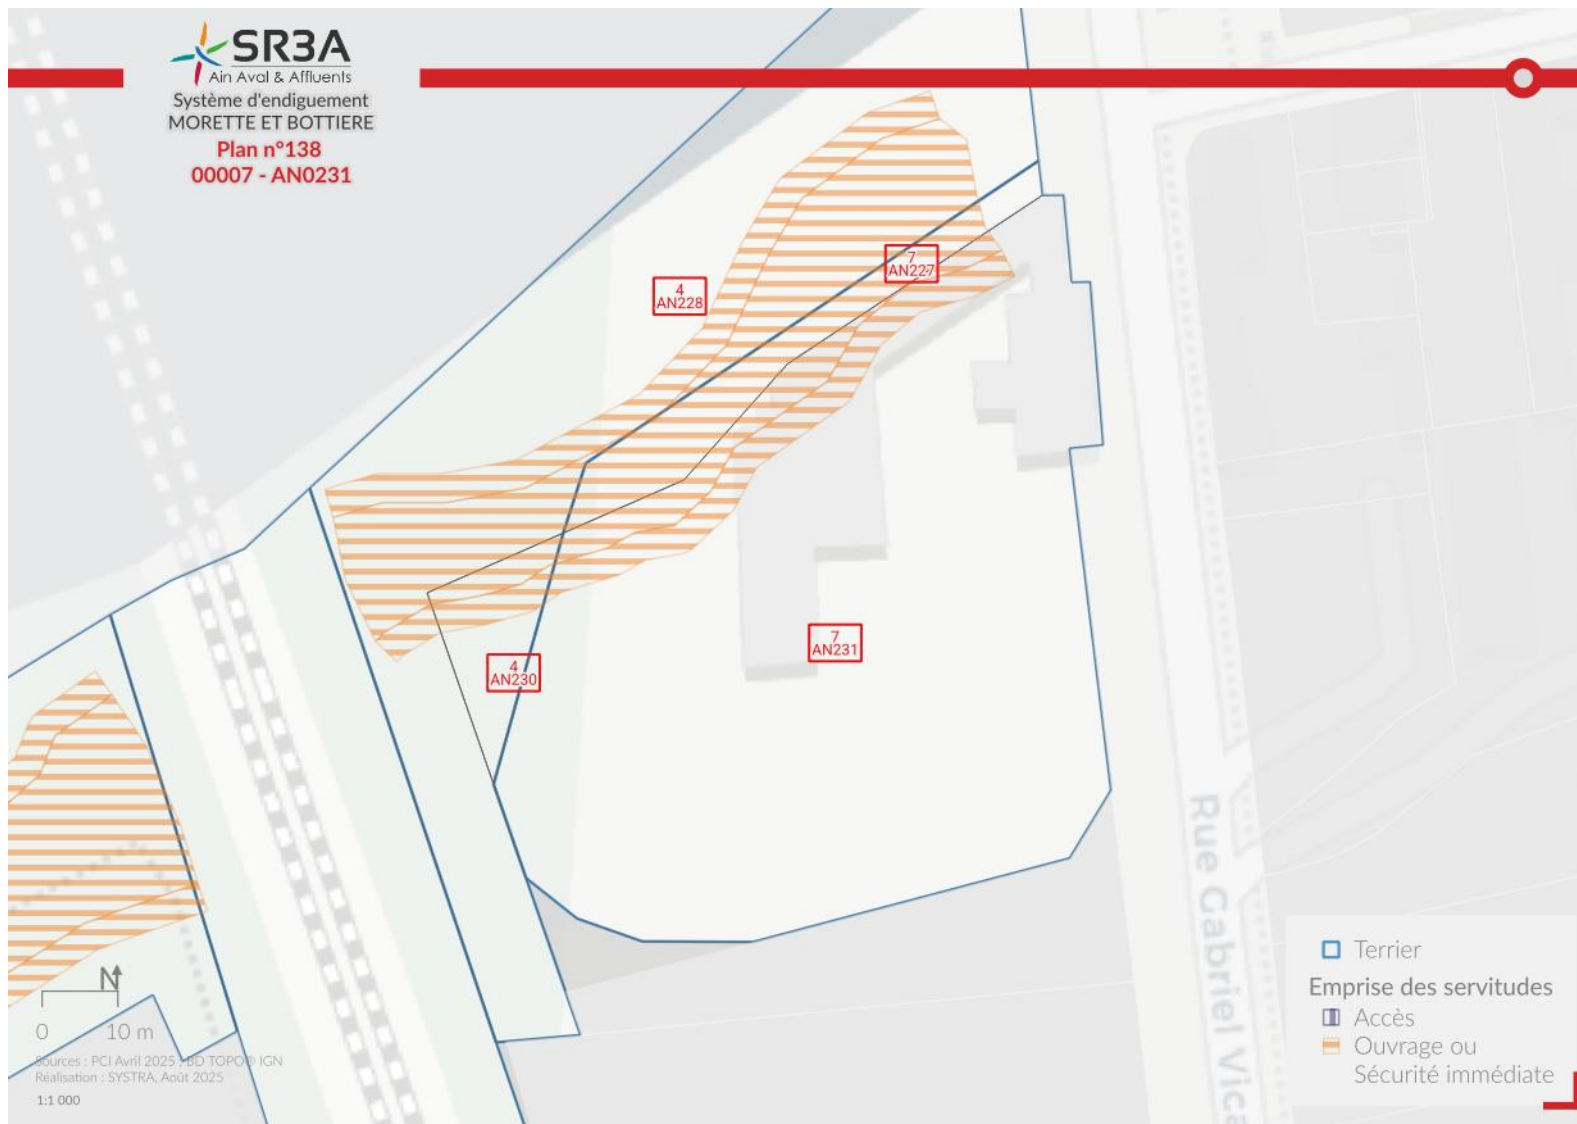 SR3A
Ain Aval & Affluents
Système d'endiguement
MORETTE ET BOTTIERE
Plan n°138
00007 - AN0231
7
AN227
4
AN228
7
AN231
4
AN230
Rue Gabriel Vica
N
0 10 m
Sources : PCI Avril 2025 ; BD TOPO® IGN
Réalisation : SYSTRA, Août 2025
1:1 000
Terrier
Emprise des servitudes
Accès
Ouvrage ou
Sécurité immédiate